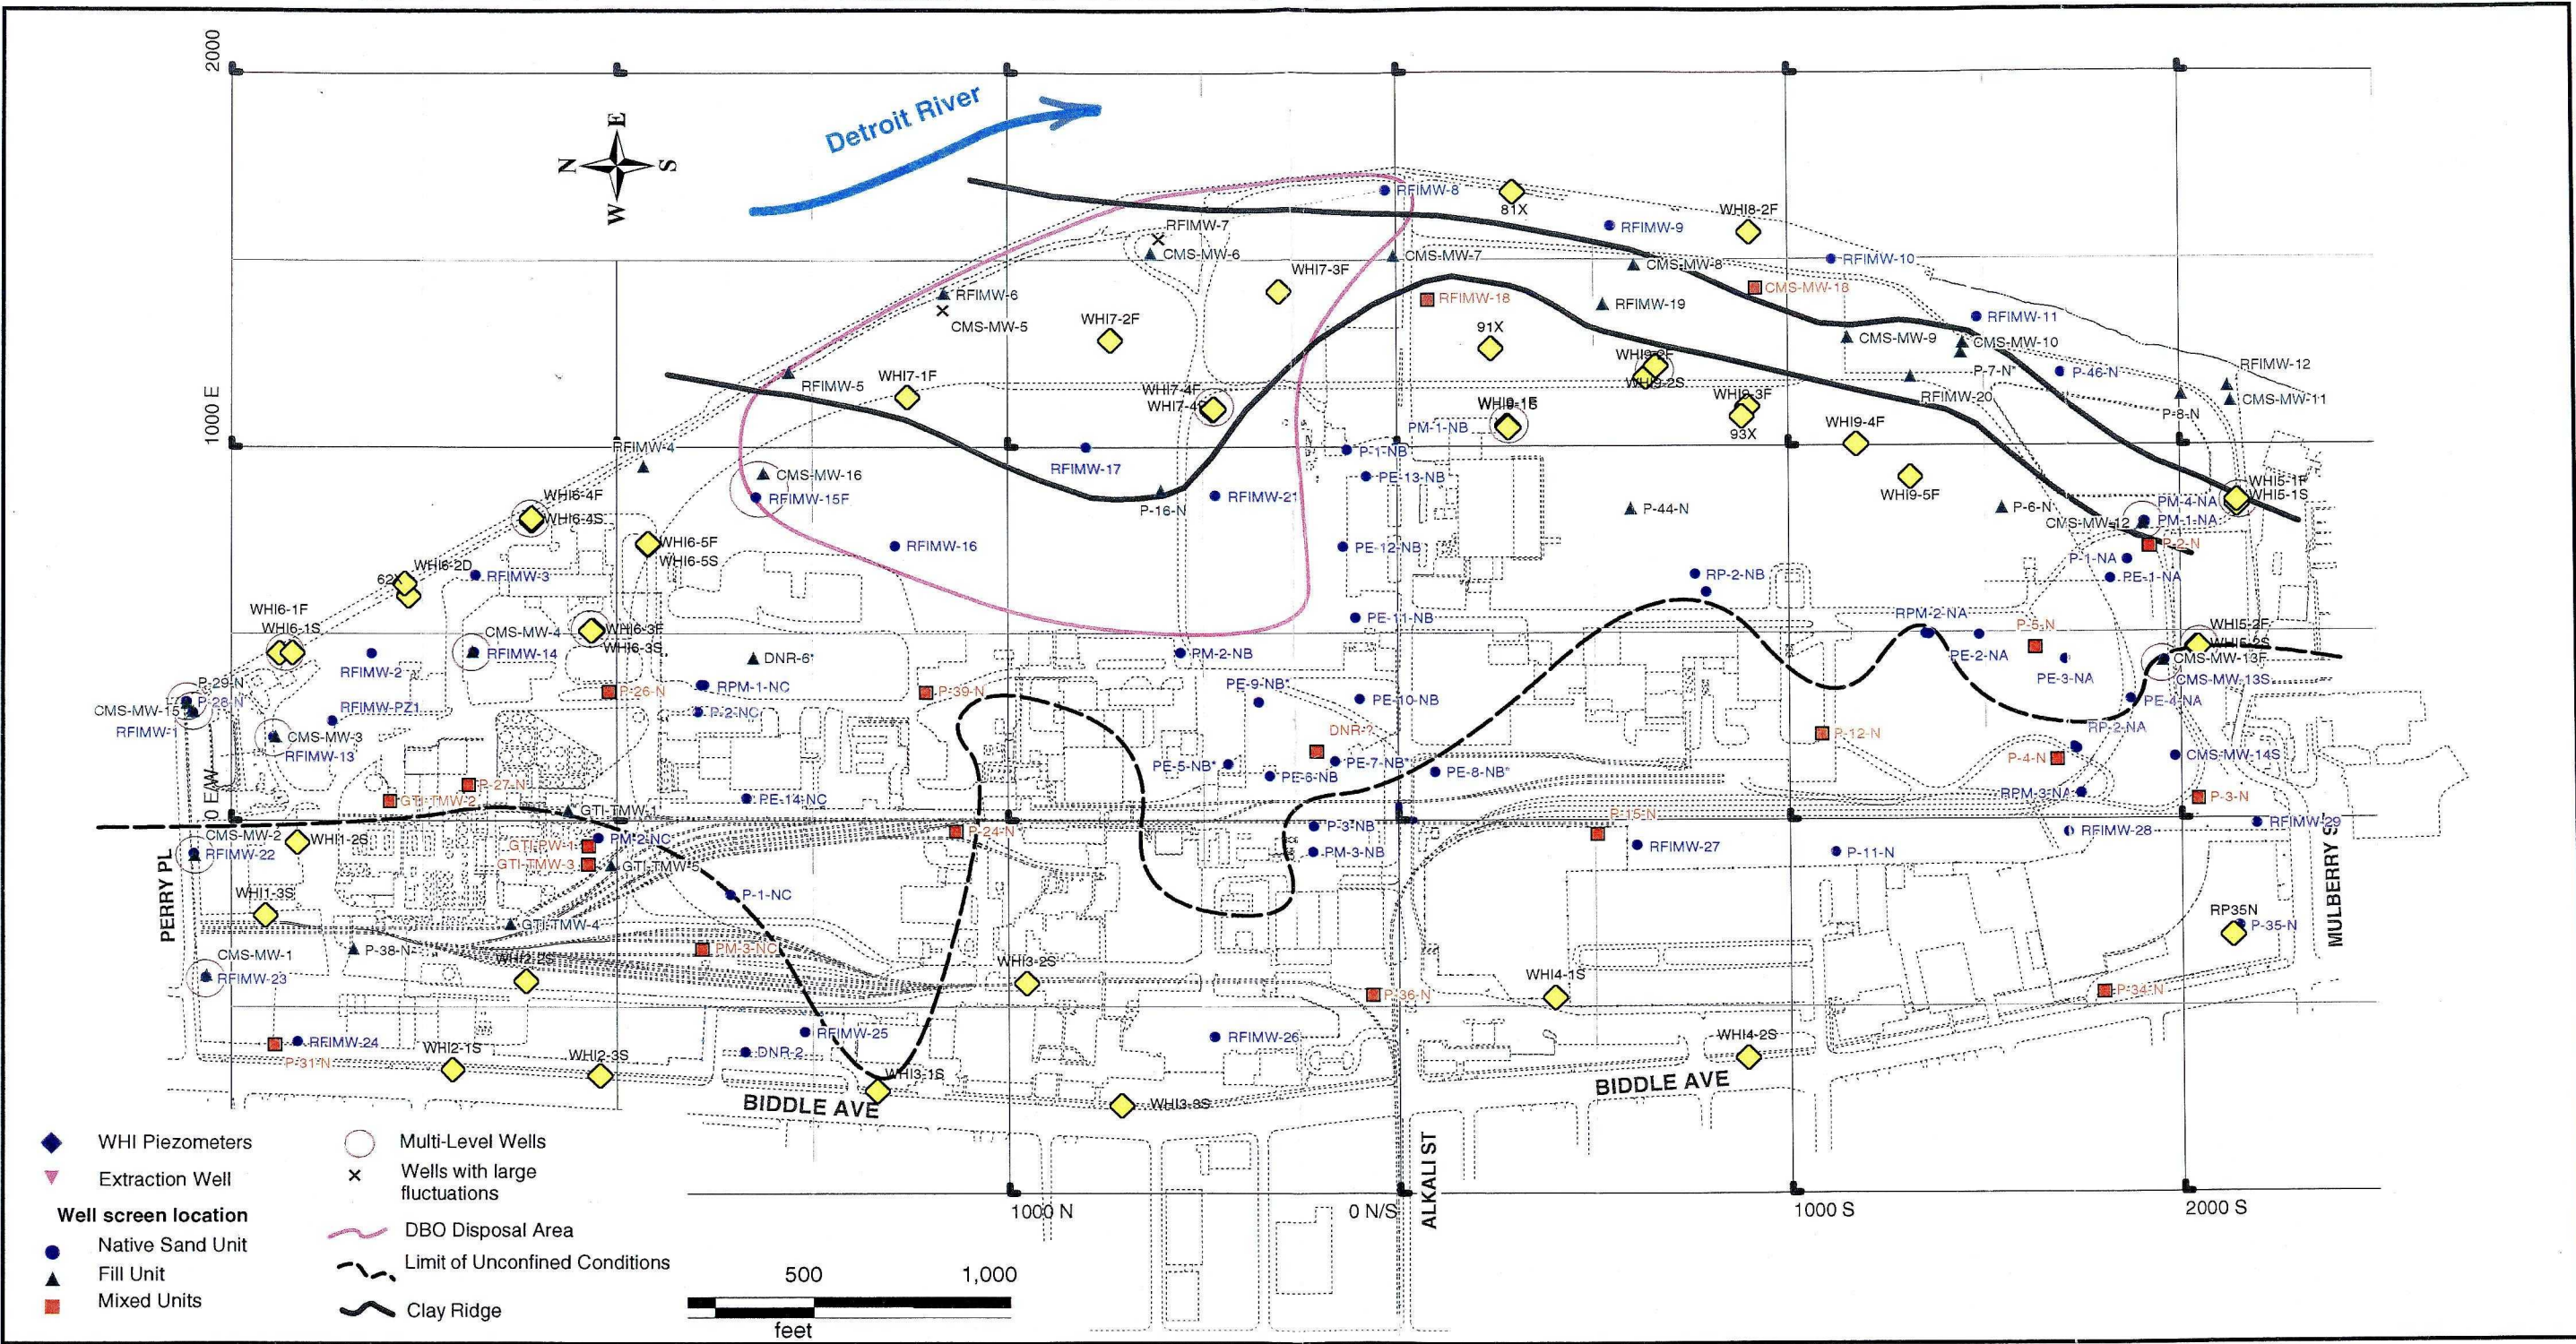 2000
Detroit River
E
N
S
W
RFIMW-8
81X
WHI8-2F
RFIMW-7
RFIMW-9
CMS-MW-6
CMS-MW-7
CMS-MW-8
RFIMW-10
WHI7-3F
RFIMW-6
RFIMW-18
CMS-MW-18
RFIMW-19
CMS-MW-5
WHI7-2F
91X
RFIMW-11
CMS-MW-9
CMS-MW-10
WHI9-2F
WHI9-2S
RFIMW-12
P-7-N*
P-46-N
RFIMW-5
WHI7-1F
WHI7-4F
WHI7-4
WHI9-3F
93X
RFIMW-20
CMS-MW-11
P-8-N
1000 E
PM-1-NB
WHI9-4F
RFIMW-4
P-1-NB
RFIMW-17
CMS-MW-16
PE-13-NB
RFIMW-15F
RFIMW-21
WHI9-5F
WHI5-1F
WHI5-1S
WHI6-4F
WHI6-4S
P-16-N
P-44-N
P-6-N
PM-4-NA
CMS-MW-12
PM-1-NA
WHI6-5F
WHI6-5S
RFIMW-16
PE-12-NB
P-2-N
P-1-NA
62X
WHI6-2D
RFIMW-3
RP-2-NB
PE-1-NA
WHI6-1F
WHI6-1S
PE-11-NB
RPM-2-NA
WHI5-2F
WHI5-2S
CMS-MW-4
WHI6-3F
WHI6-3S
P-5-N
RFIMW-2
RFIMW-14
DNR-6*
PM-2-NB
PE-2-NA
CMS-MW-13F
CMS-MW-13S
PE-3-NA
P-29-N
P-28-N
CMS-MW-15
RFIMW-1
P-26-N
RPM-1-NC
P-39-N
PE-9-NB*
PE-10-NB
PE-4-NA
RFIMW-PZ1
P-2-NC
RP-2-NA
CMS-MW-3
RFIMW-13
DNR-?
P-12-N
P-4-N
CMS-MW-14S
PE-5-NB*
PE-6-NB
PE-7-NB*
PE-8-NB*
P-27-N
GTI-TMW-2
PE-14-NC
RPM-3-NA
P-3-N
0 E/W
GTI-TMW-1
P-15-N
CMS-MW-2
WHI1-2S
PM-2-NC
P-24-N
P-3-NB
RFIMW-28
RFIMW-29
RFIMW-22
GTI-PW-1
GTI-TMW-3
GTI-TMW-5
PM-3-NB
RFIMW-27
P-11-N
PERRY PL
WHI1-3S
P-1-NC
RP35N
P-35-N
MULBERRY S
GTI-TMW-4
CMS-MW-1
RFIMW-23
P-38-N
WHI2-2S
PM-3-NC
WHI3-2S
WHI4-1S
P-36-N
P-34-N
RFIMW-24
P-31-N
WHI2-1S
WHI2-3S
DNR-2
RFIMW-25
RFIMW-26
WHI4-2S
WHI3-1S
WHI3-3S
BIDDLE AVE
BIDDLE AVE
ALKALI ST
1000 N
0 N/S
1000 S
2000 S
WHI Piezometers
Extraction Well
Well screen location
Native Sand Unit
Fill Unit
Mixed Units
Multi-Level Wells
Wells with large
fluctuations
DBO Disposal Area
Limit of Unconfined Conditions
Clay Ridge
500
1,000
feet